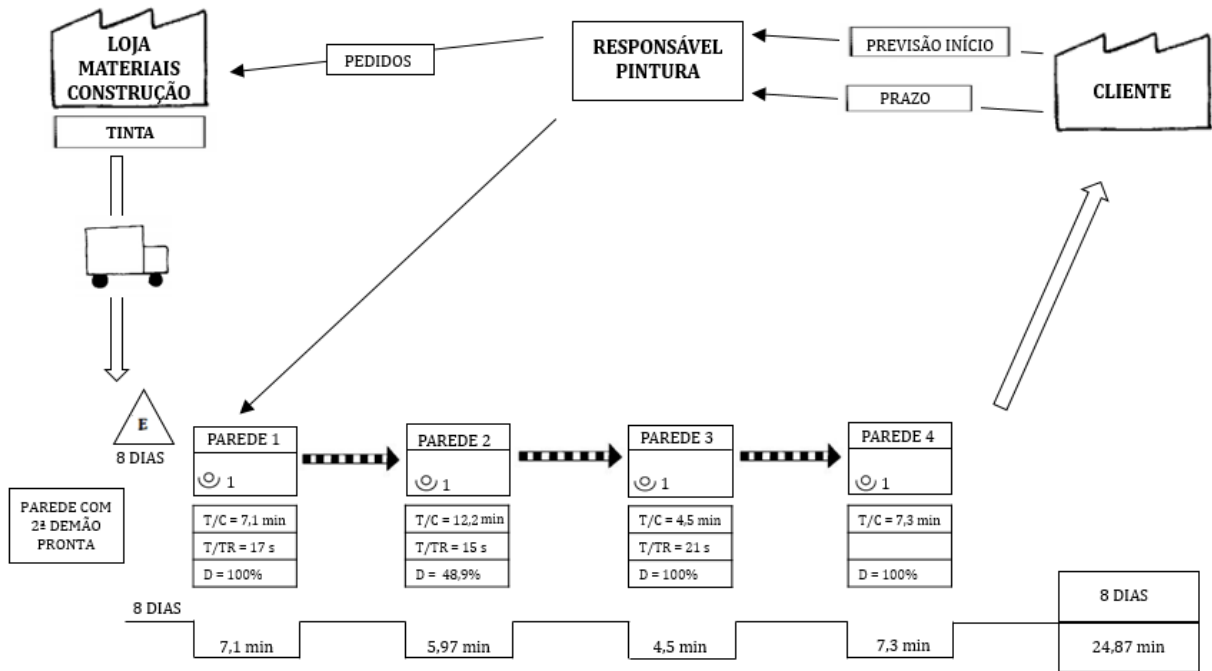 LOJA
MATERIAIS
CONSTRUÇÃO
TINTA
PEDIDOS
RESPONSÁVEL
PINTURA
PREVISÃO INÍCIO
PRAZO
CLIENTE
E
8 DIAS
PAREDE COM
2ª DEMÃO
PRONTA
PAREDE 1
1
T/C = 7,1 min
T/TR = 17 s
D = 100%
PAREDE 2
1
T/C = 12,2 min
T/TR = 15 s
D = 48,9%
PAREDE 3
1
T/C = 4,5 min
T/TR = 21 s
D = 100%
PAREDE 4
1
T/C = 7,3 min
D = 100%
8 DIAS
7,1 min
5,97 min
4,5 min
7,3 min
8 DIAS
24,87 min